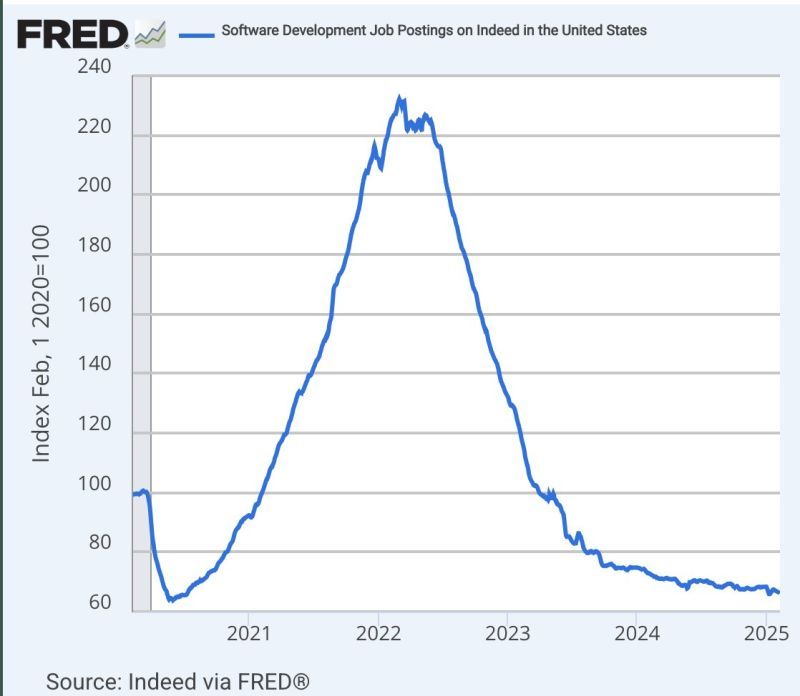 FRED® Software Development Job Postings on Indeed in the United States
240
220
200
180
160
140
120
100
80
60
Index Feb, 1 2020=100
2021 2022 2023 2024 2025
Source: Indeed via FRED®